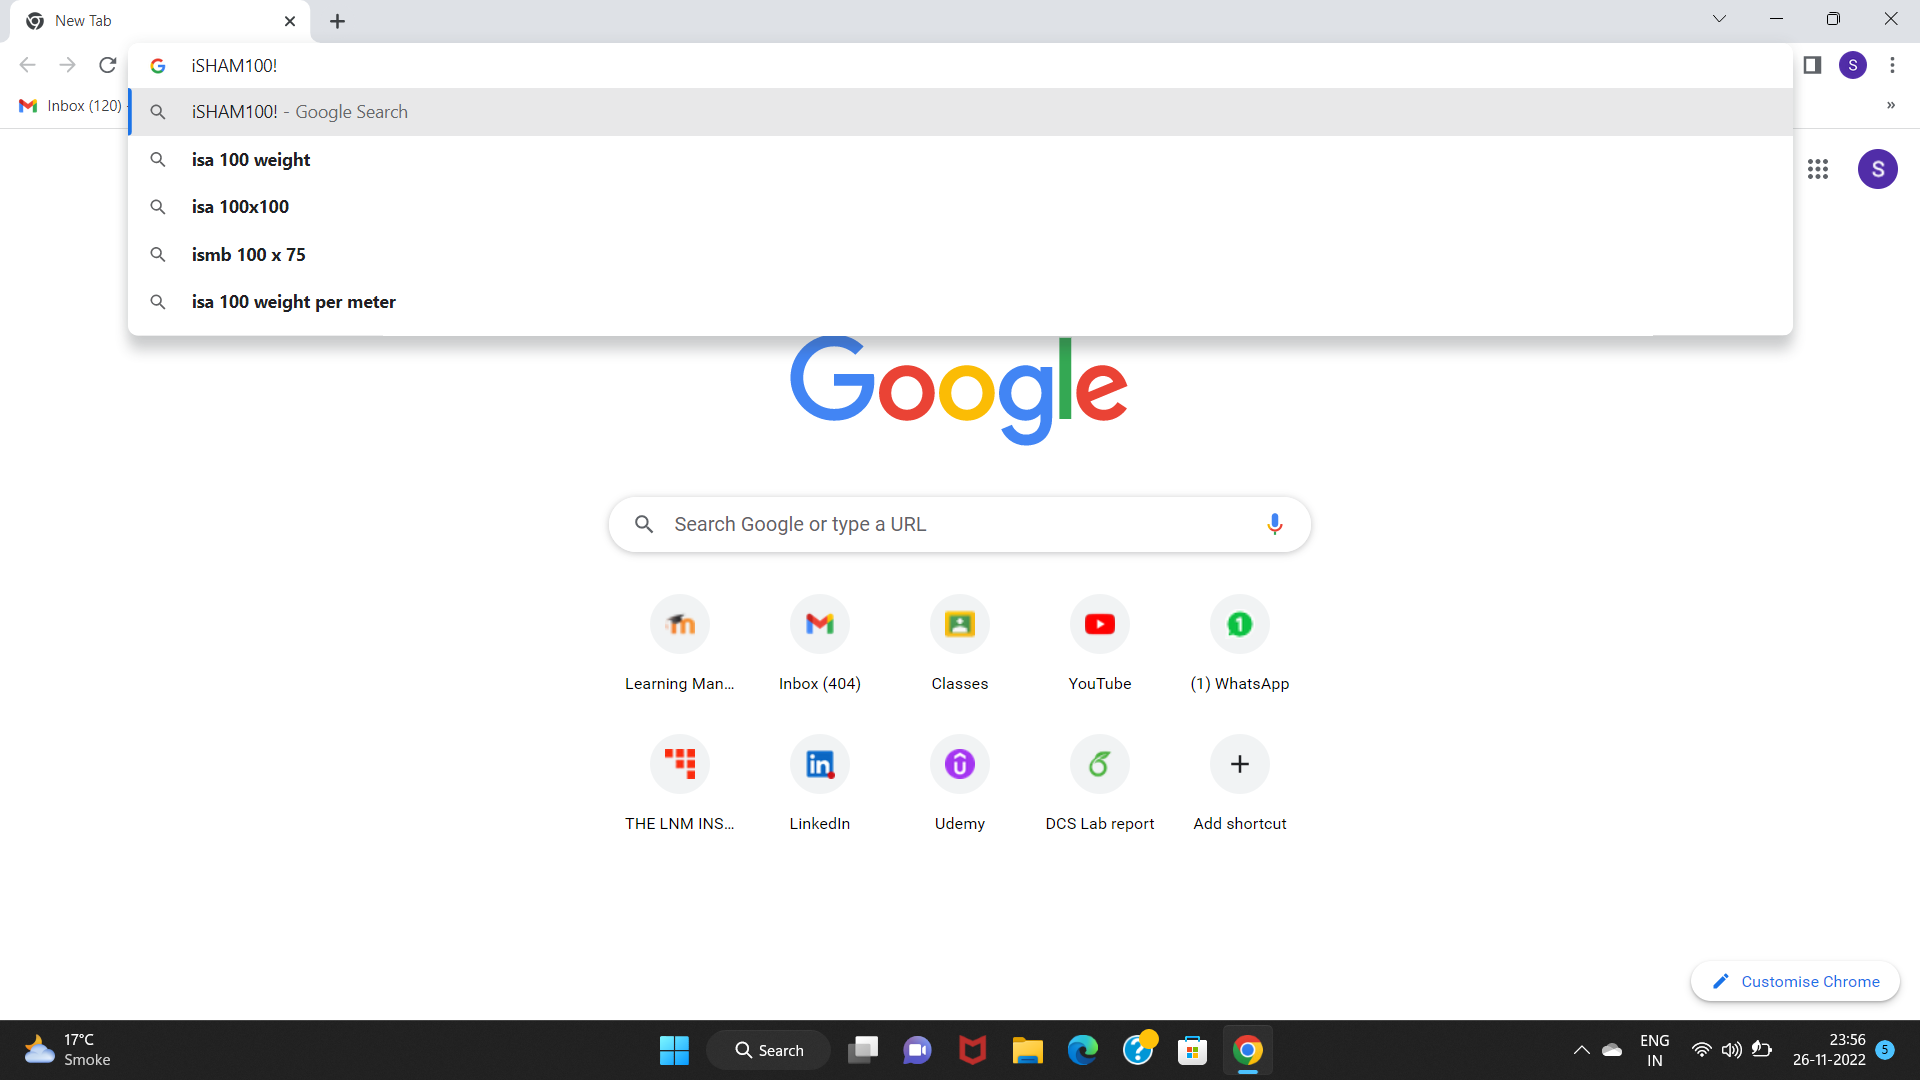 New Tab
iSHAM100!
Inbox (120)
iSHAM100! - Google Search
»
isa 100 weight
isa 100x100
ismb 100 x 75
isa 100 weight per meter
S
S
Google
Search Google or type a URL
Learning Man...
Inbox (404)
Classes
YouTube
(1) WhatsApp
THE LNM INS...
LinkedIn
Udemy
DCS Lab report
Add shortcut
Customise Chrome
17°C
Smoke
Search
ENG
IN
23:56
26-11-2022
5